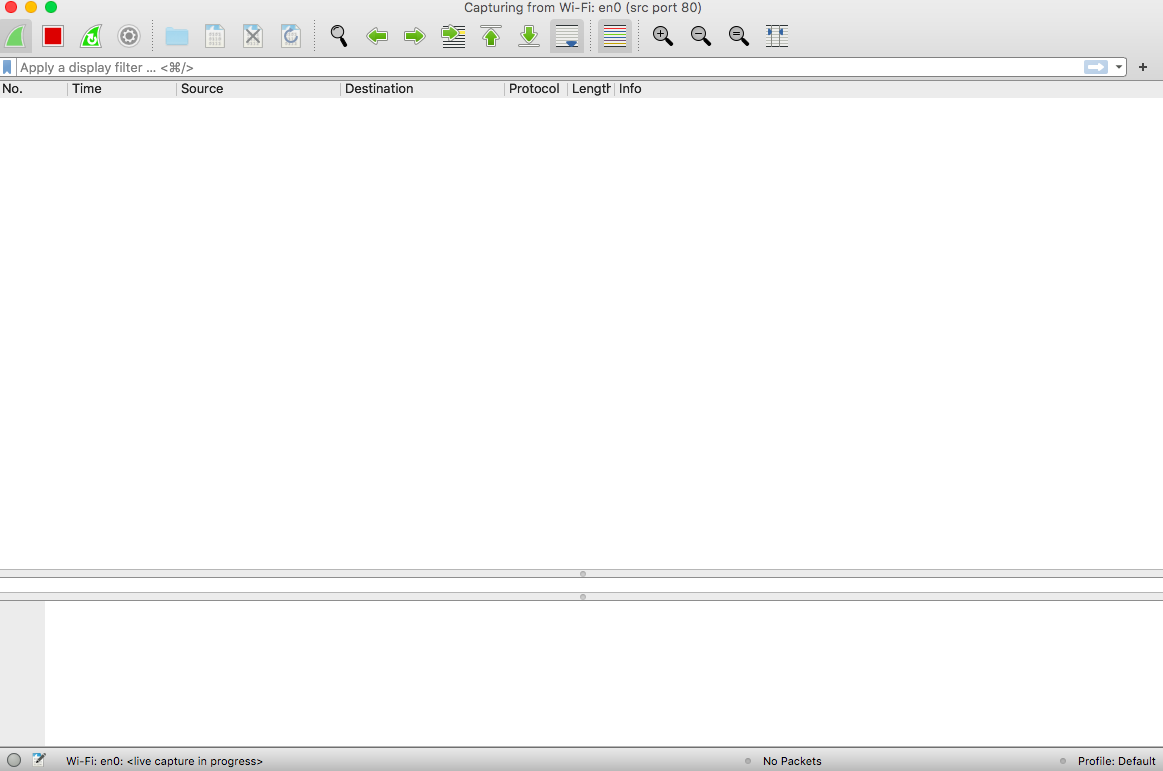 Capturing from Wi-Fi: en0 (src port 80)
Apply a display filter ... <⌘/>
No. Time Source Destination Protocol Length Info
Wi-Fi: en0: <live capture in progress> No Packets Profile: Default